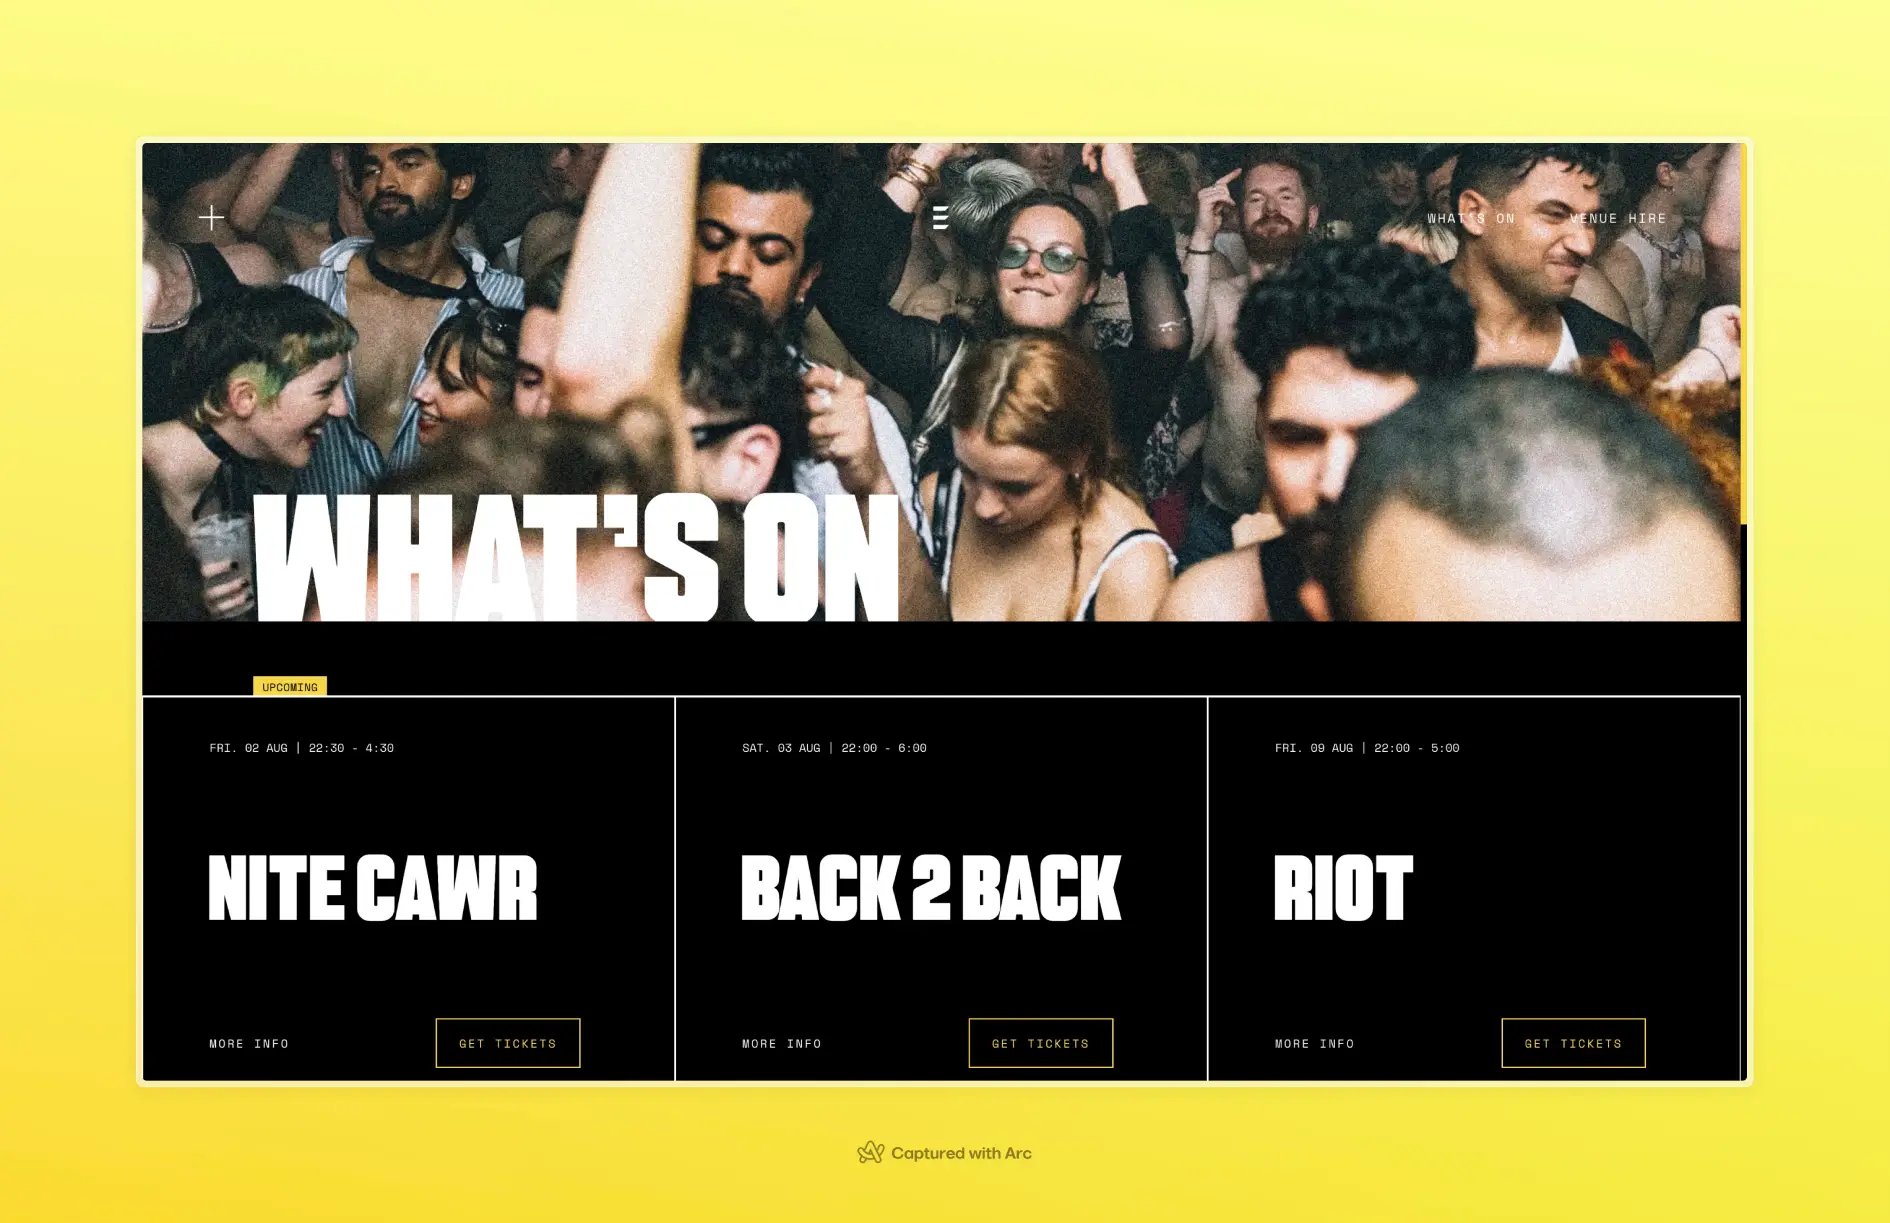 WHAT'S ON
VENUE HIRE
WHAT'S ON
UPCOMING
FRI. 02 AUG | 22:30 - 4:30
NITE CAWR
MORE INFO
GET TICKETS
SAT. 03 AUG | 22:00 - 6:00
BACK 2 BACK
MORE INFO
GET TICKETS
FRI. 09 AUG | 22:00 - 5:00
RIOT
MORE INFO
GET TICKETS
Captured with Arc